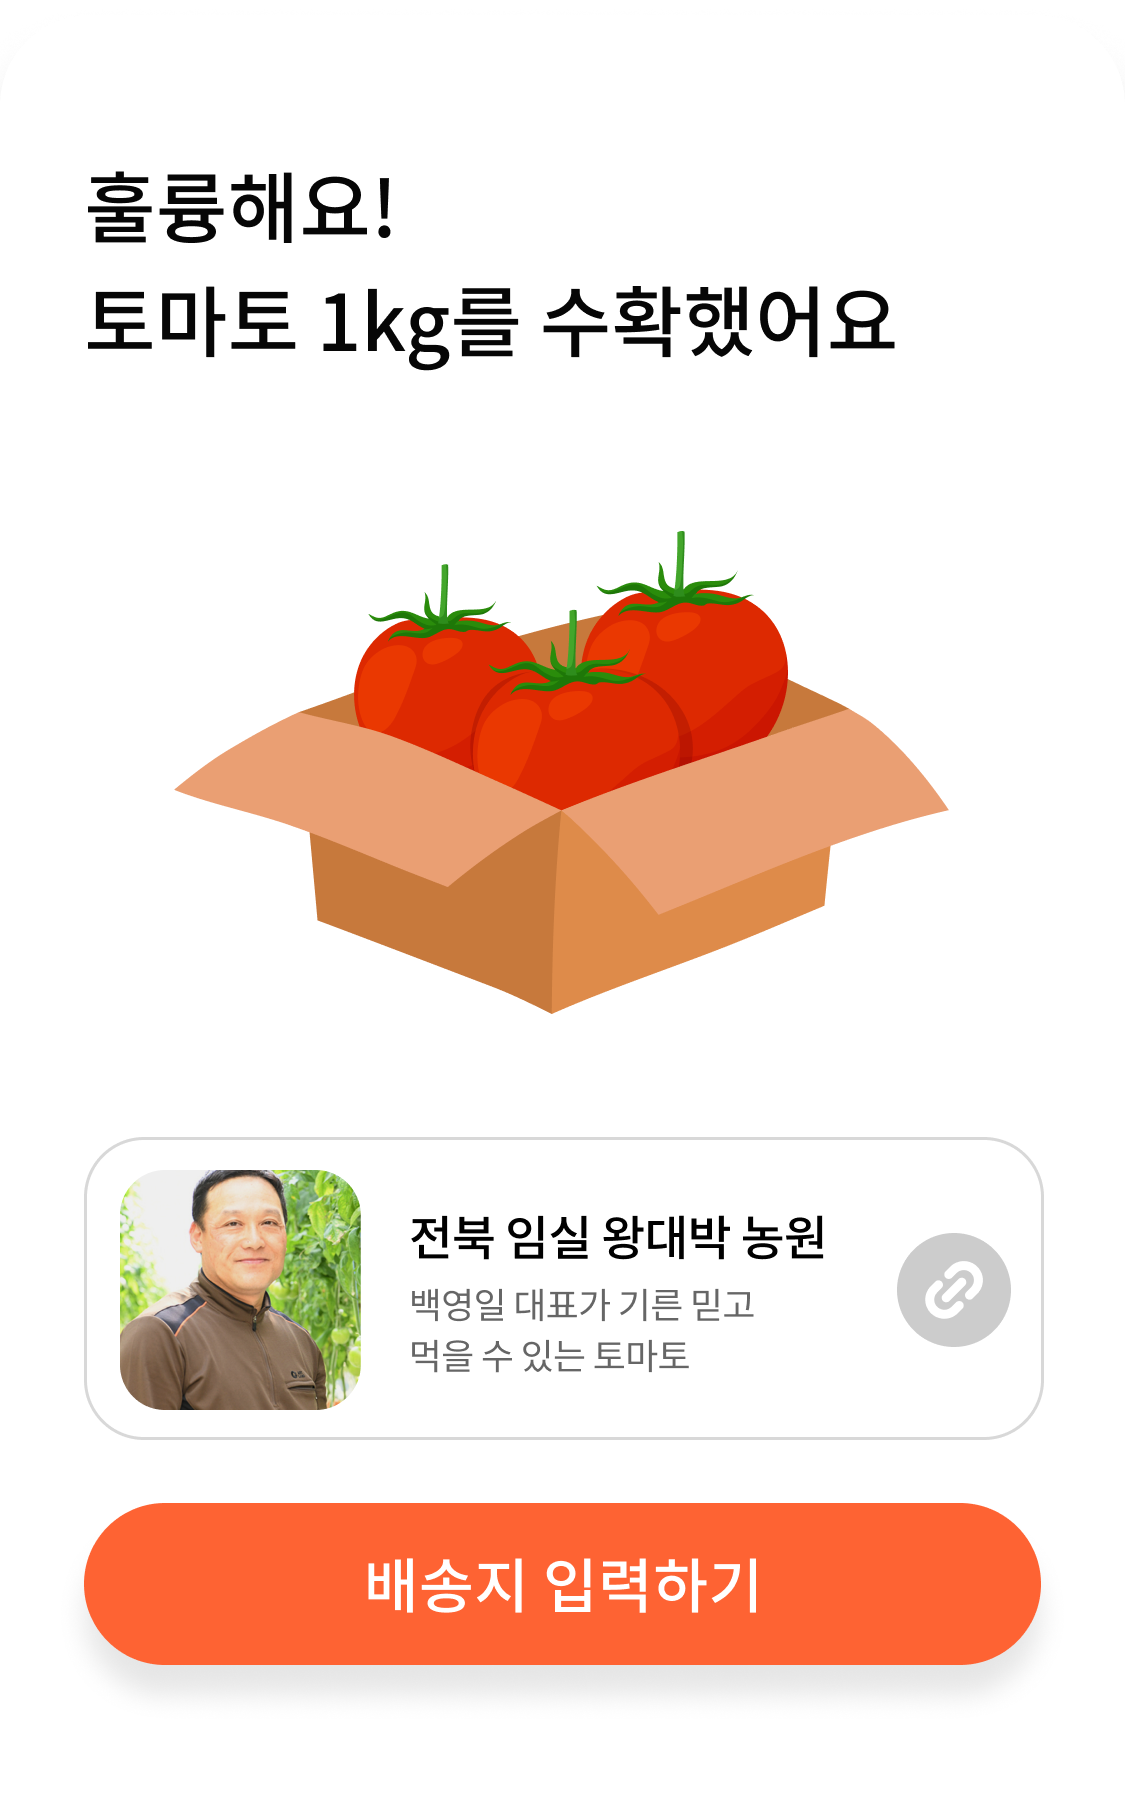 훌륭해요!
토마토 1kg를 수확했어요
전북 임실 왕대박 농원
백영일 대표가 기른 믿고
먹을 수 있는 토마토
배송지 입력하기